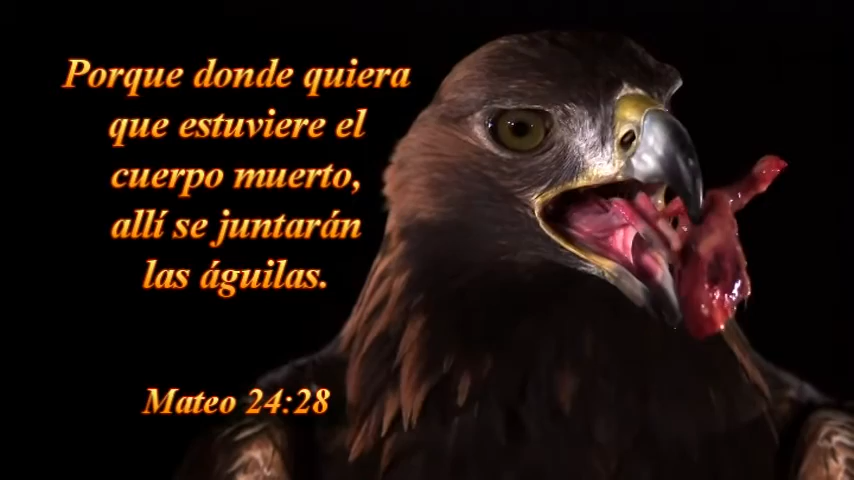 Porque donde quiera
que estuviere el
cuerpo muerto,
allí se juntarán
las águilas.
Mateo 24:28